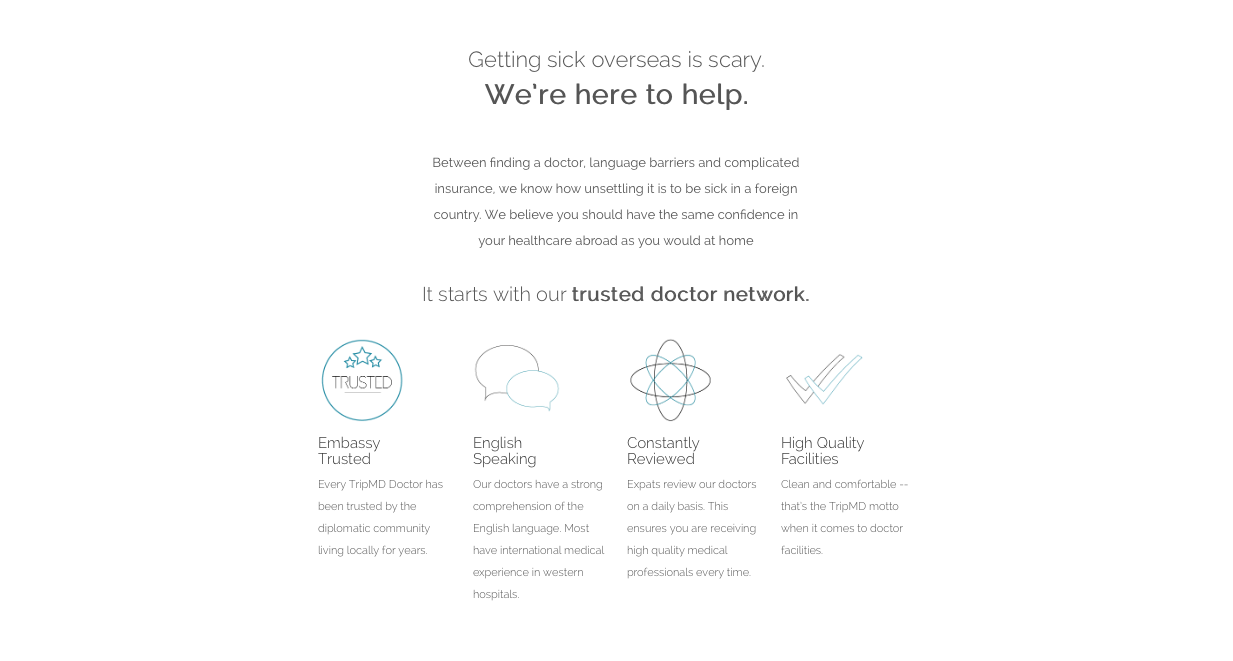 Getting sick overseas is scary.
We're here to help.
Between finding a doctor, language barriers and complicated
insurance, we know how unsettling it is to be sick in a foreign
country. We believe you should have the same confidence in
your healthcare abroad as you would at home
It starts with our trusted doctor network.
TRUSTED
Embassy
Trusted
Every TripMD Doctor has
been trusted by the
diplomatic community
living locally for years.
English
Speaking
Our doctors have a strong
comprehension of the
English language. Most
have international medical
experience in western
hospitals.
Constantly
Reviewed
Expats review our doctors
on a daily basis. This
ensures you are receiving
high quality medical
professionals every time.
High Quality
Facilities
Clean and comfortable --
that's the TripMD motto
when it comes to doctor
facilities.